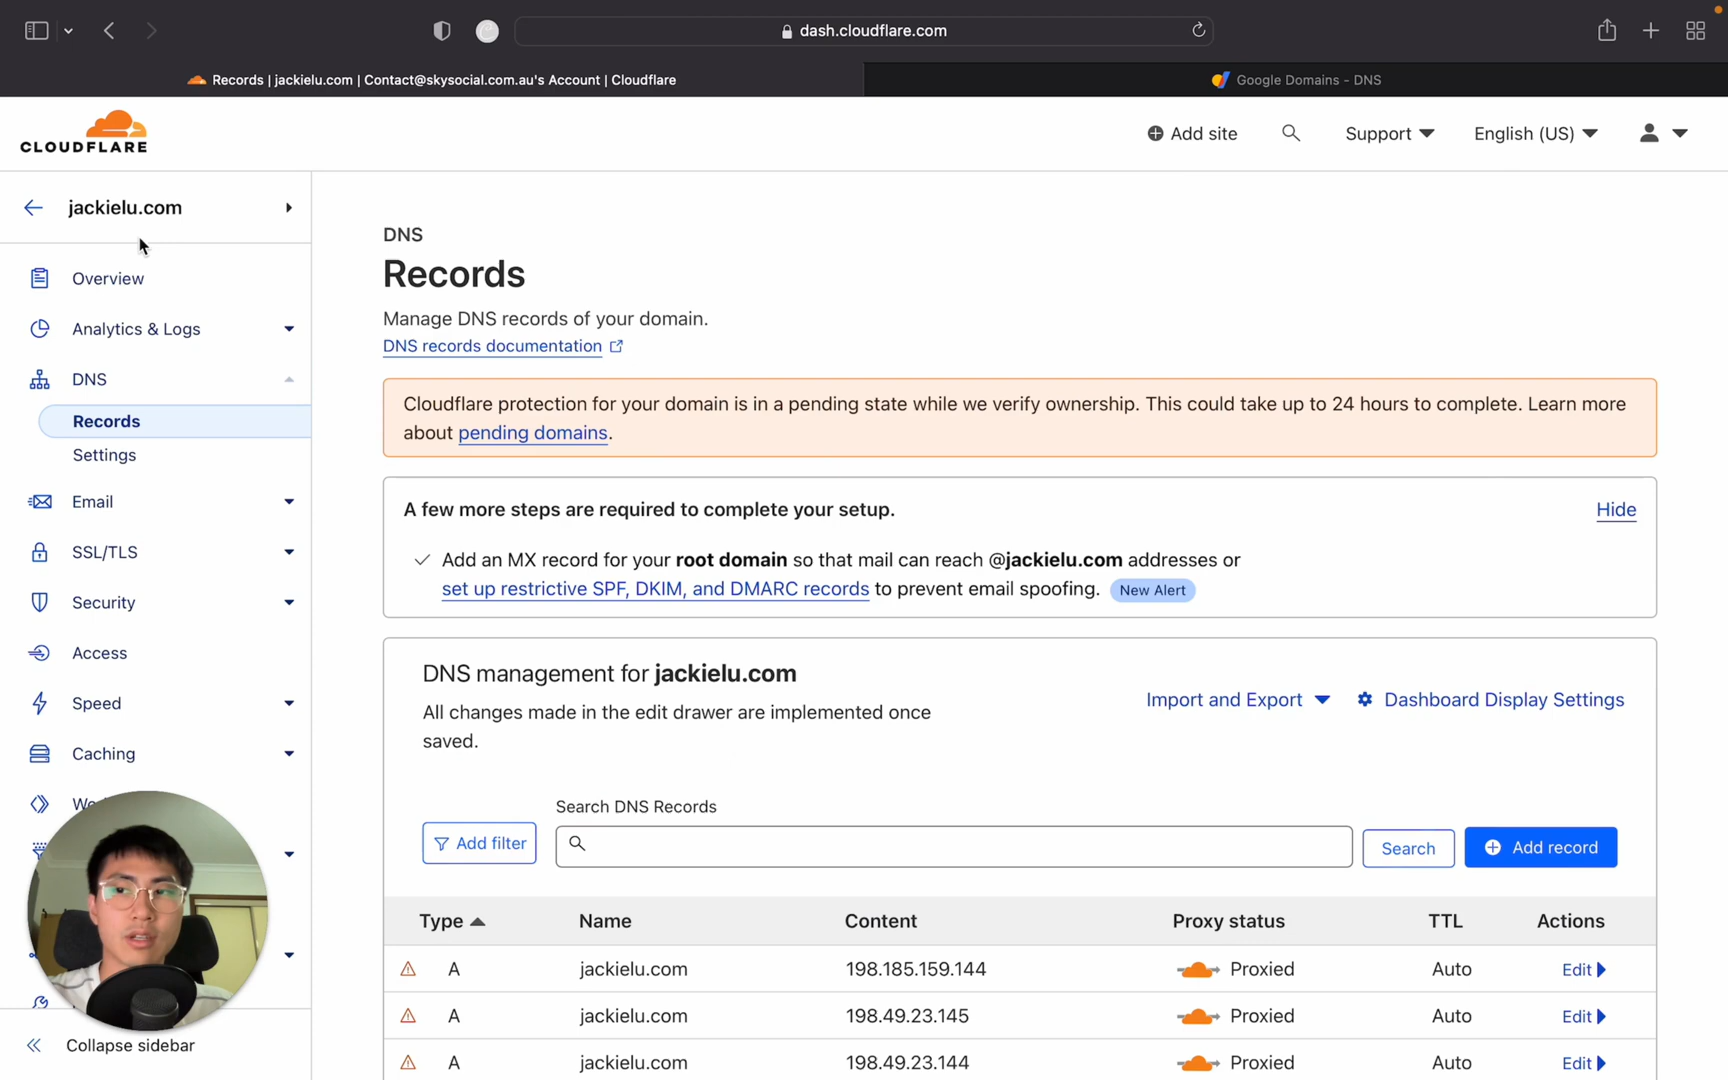 dash.cloudflare.com
Records | jackielu.com | Contact@skysocial.com.au's Account | Cloudflare
Google Domains - DNS
CLOUDFLARE
Add site
Support
English (US)
jackielu.com
Overview
Analytics & Logs
DNS
Records
Settings
Email
SSL/TLS
Security
Access
Speed
Caching
Collapse sidebar
DNS
Records
Manage DNS records of your domain.
DNS records documentation
Cloudflare protection for your domain is in a pending state while we verify ownership. This could take up to 24 hours to complete. Learn more
about pending domains.
A few more steps are required to complete your setup.
Hide
Add an MX record for your root domain so that mail can reach @jackielu.com addresses or
set up restrictive SPF, DKIM, and DMARC records to prevent email spoofing. New Alert
DNS management for jackielu.com
All changes made in the edit drawer are implemented once
saved.
Import and Export
Dashboard Display Settings
Search DNS Records
Add filter
Search
Add record
Type Name Content Proxy status TTL Actions
A jackielu.com 198.185.159.144 Proxied Auto Edit
A jackielu.com 198.49.23.145 Proxied Auto Edit
A jackielu.com 198.49.23.144 Proxied Auto Edit